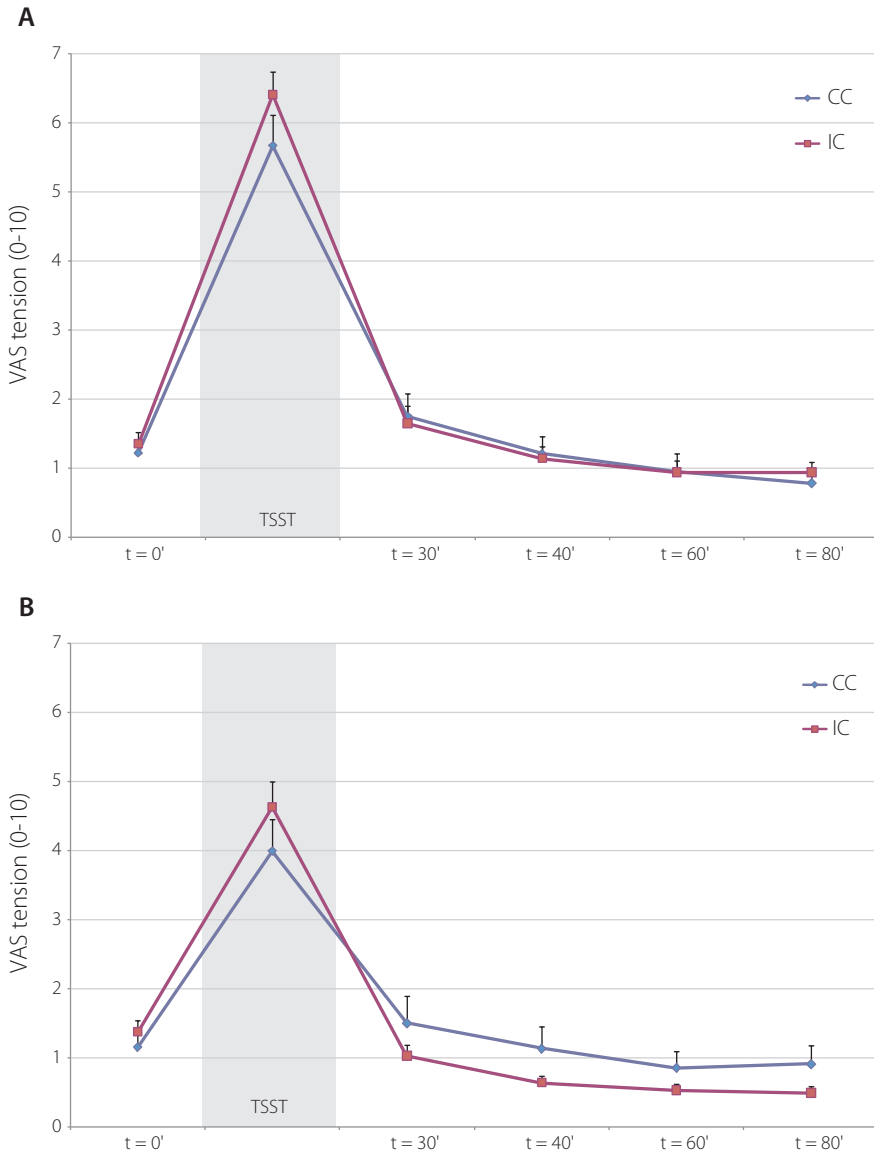 A
7
6
5
4
3
2
1
0
VAS tension (0-10)
CC
IC
TSST
t = 0'
t = 30'
t = 40'
t = 60'
t = 80'
B
7
6
5
4
3
2
1
0
VAS tension (0-10)
CC
IC
TSST
t = 0'
t = 30'
t = 40'
t = 60'
t = 80'